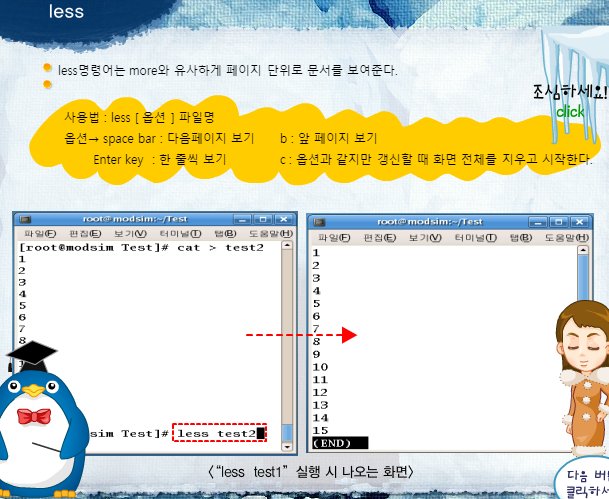 less
less명령어는 more와 유사하게 페이지 단위로 문서를 보여준다.
조심하세요!
click
사용법 : less [ 옵션 ] 파일명
옵션→ space bar : 다음페이지 보기 b : 앞 페이지 보기
Enter key : 한 줄씩 보기 c : 옵션과 같지만 갱신할 때 화면 전체를 지우고 시작한다.
root@modsim:~/Test
파일(F) 편집(E) 보기(V) 터미널(T) 탭(B) 도움말(H)
[root@modsim Test]# cat > test2
1
2
3
4
5
6
7
8
sim Test]# less test2
root@modsim:~/Test
파일(F) 편집(E) 보기(V) 터미널(T) 탭(B) 도움말(H)
1
2
3
4
5
6
7
8
9
10
11
12
13
14
15
(END)
〈“less test1” 실행 시 나오는 화면〉
다음 버
클릭하